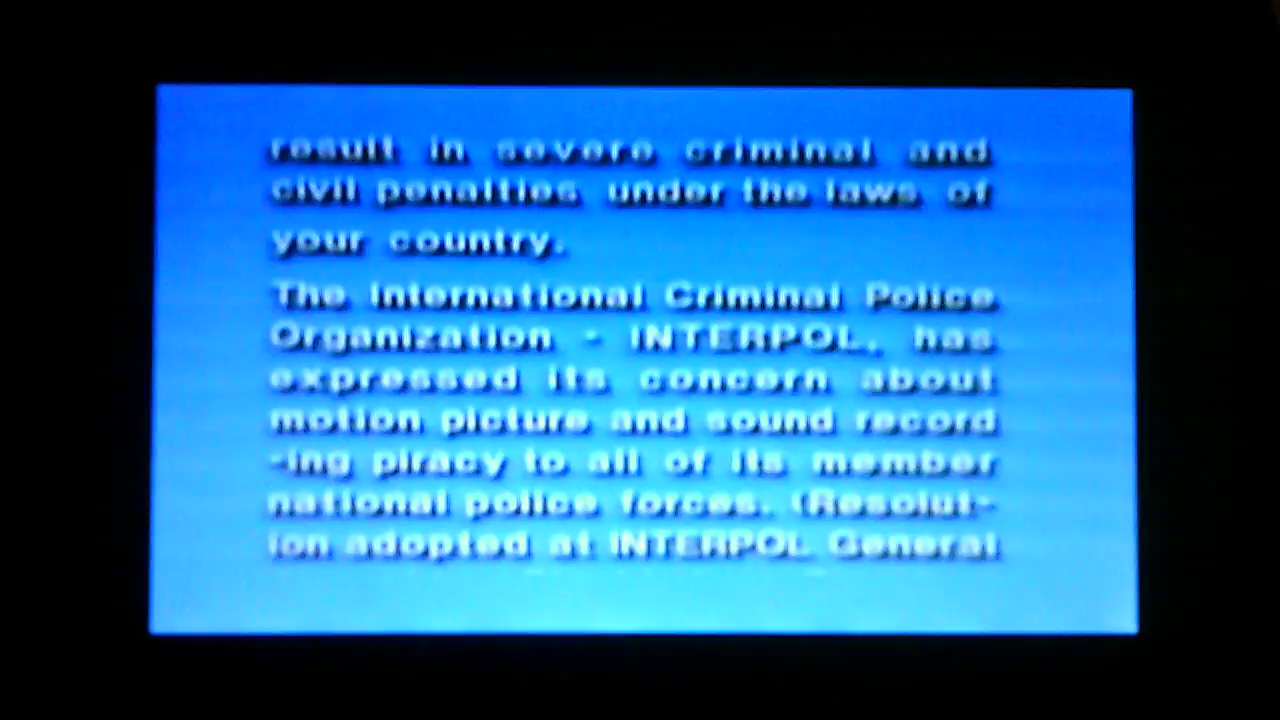 result in severe criminal and
civil penalties under the laws of
your country.
The International Criminal Police
Organization - INTERPOL, has
expressed its concern about
motion picture and sound record
-ing piracy to all of its member
national police forces. (Resolut-
ion adopted at INTERPOL General